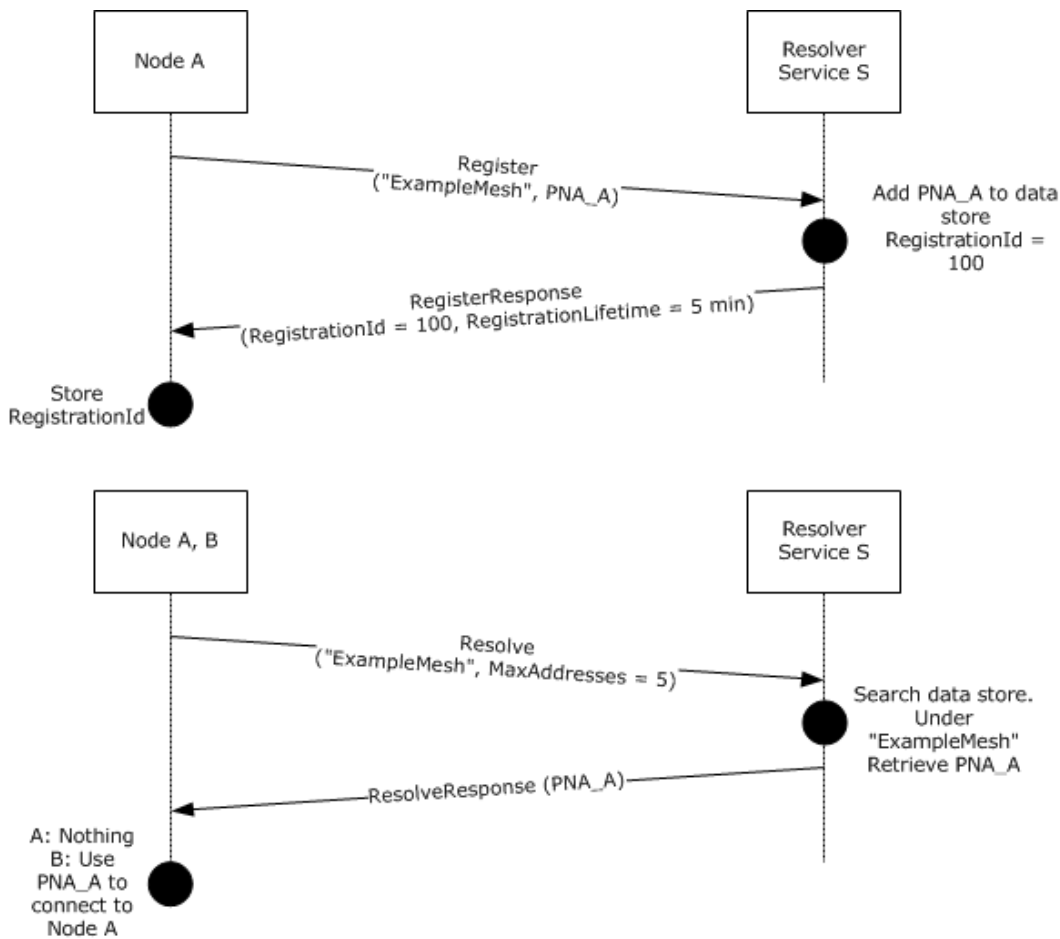 Node A
Resolver
Service S
Register
("ExampleMesh", PNA_A)
Add PNA_A to data
store
RegistrationId =
100
RegisterResponse
(RegistrationId = 100, RegistrationLifetime = 5 min)
Store
RegistrationId
Node A, B
Resolver
Service S
Resolve
("ExampleMesh", MaxAddresses = 5)
Search data store.
Under
"ExampleMesh"
Retrieve PNA_A
ResolveResponse (PNA_A)
A: Nothing
B: Use
PNA_A to
connect to
Node A